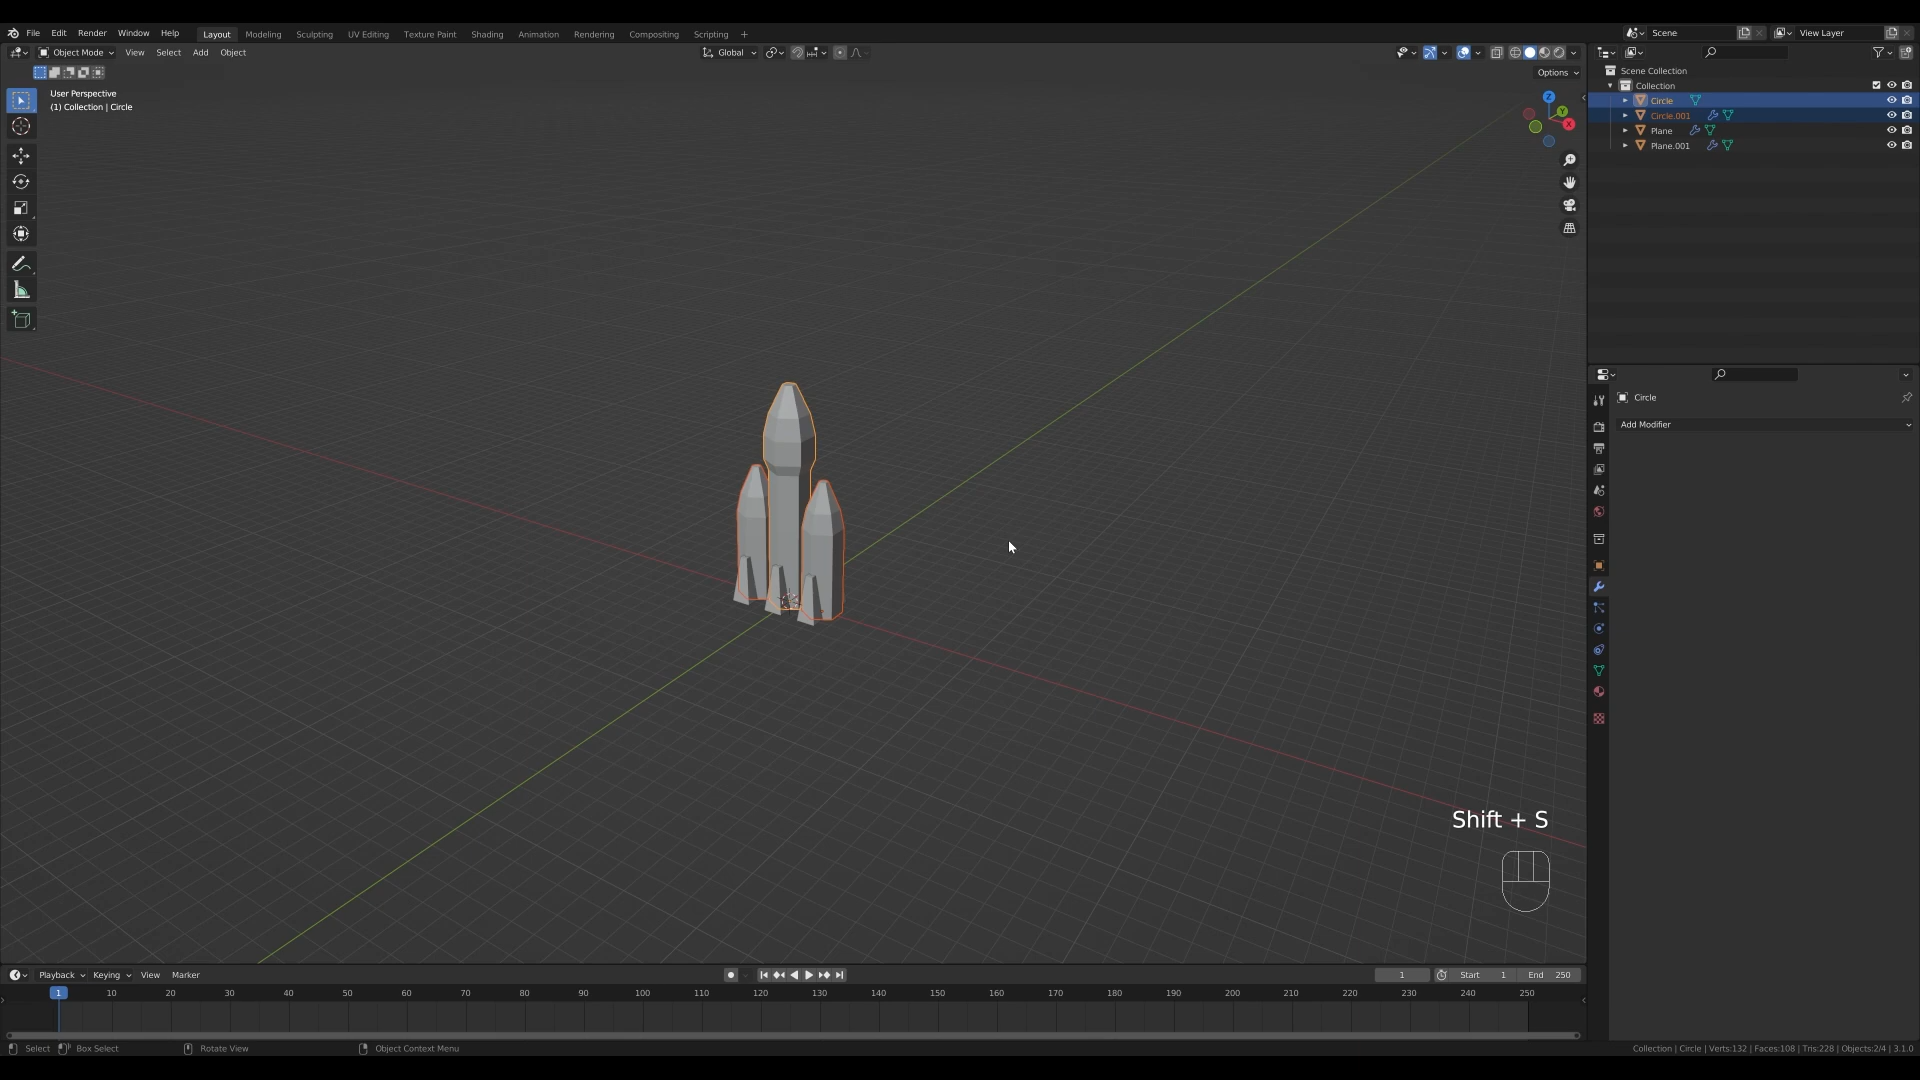 File Edit Render Window Help Layout Modeling Sculpting UV Editing Texture Paint Shading Animation Rendering Compositing Scripting + Scene View Layer
Object Mode View Select Add Object Global
Options
User Perspective
(1) Collection | Circle
Z
Y
X
Scene Collection
Collection
Circle
Circle.001
Plane
Plane.001
Circle
Add Modifier
Shift + S
Playback Keying View Marker 1 Start 1 End 250
1 10 20 30 40 50 60 70 80 90 100 110 120 130 140 150 160 170 180 190 200 210 220 230 240 250
Select Box Select Rotate View Object Context Menu Collection | Circle | Verts:132 | Faces:108 | Tris:228 | Objects:2/4 | 3.1.0